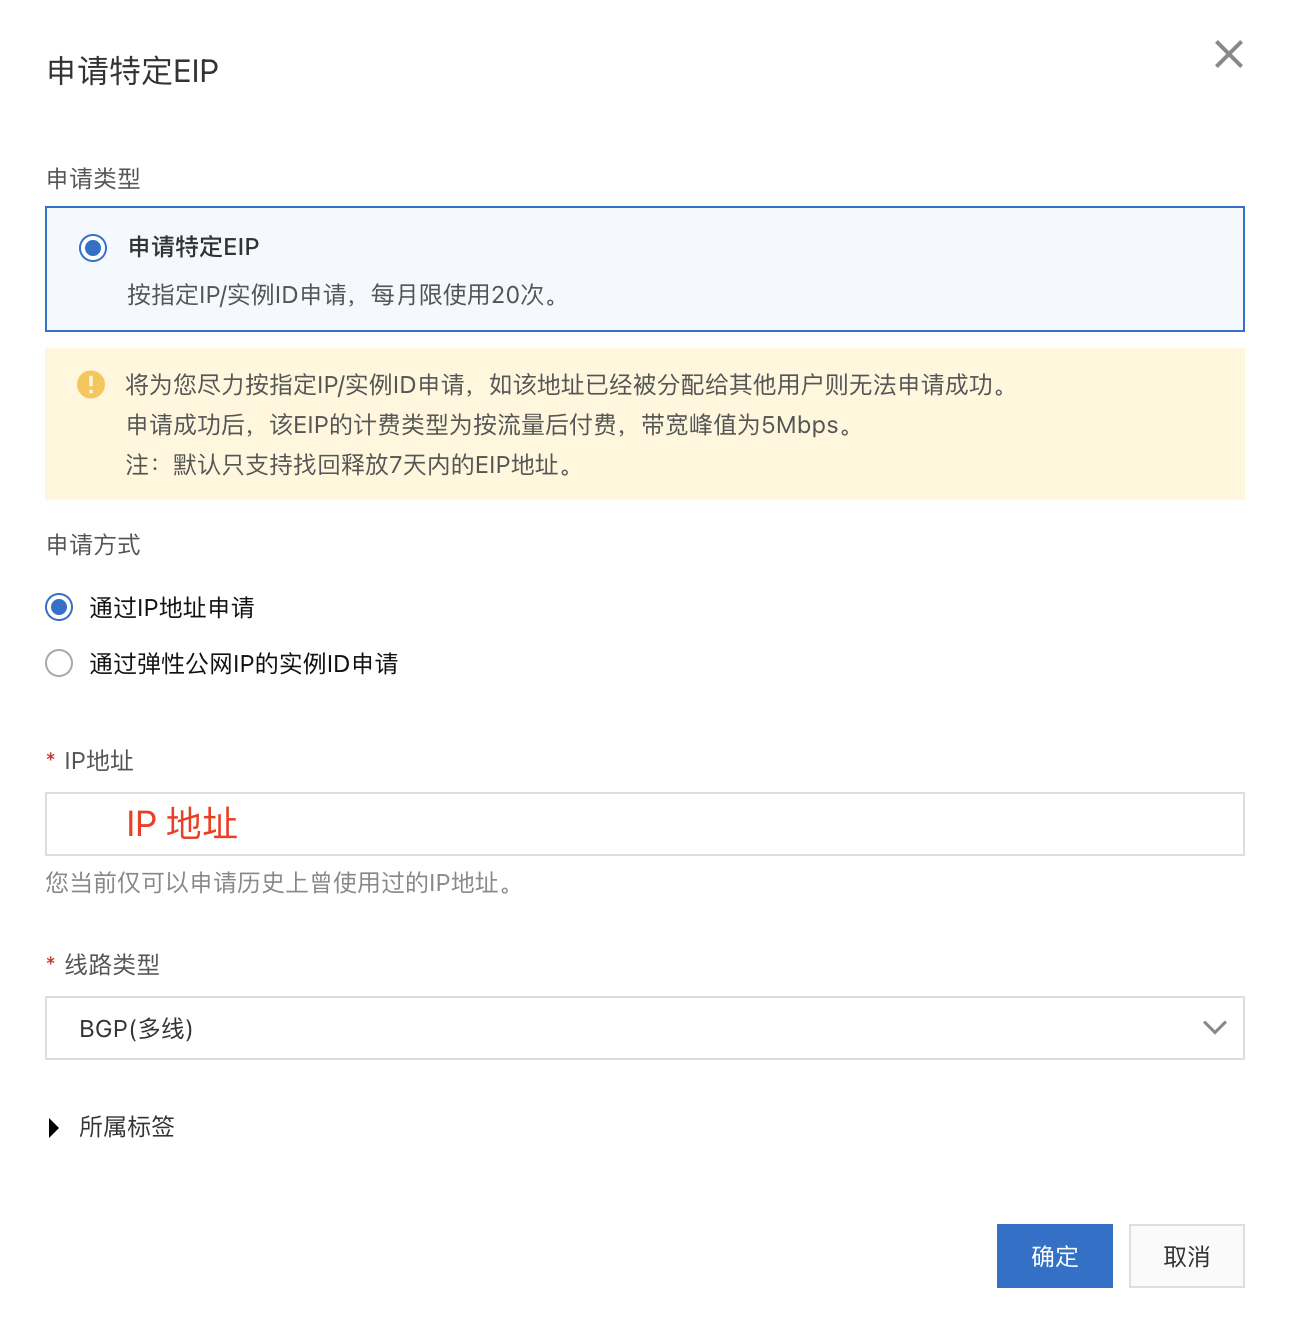 申请特定EIP
申请类型
申请特定EIP
按指定IP/实例ID申请，每月限使用20次。
将为您尽力按指定IP/实例ID申请，如该地址已经被分配给其他用户则无法申请成功。
申请成功后，该EIP的计费类型为按流量后付费，带宽峰值为5Mbps。
注：默认只支持找回释放7天内的EIP地址。
申请方式
通过IP地址申请
通过弹性公网IP的实例ID申请
* IP地址
IP 地址
您当前仅可以申请历史上曾使用过的IP地址。
* 线路类型
BGP(多线)
所属标签
确定 取消